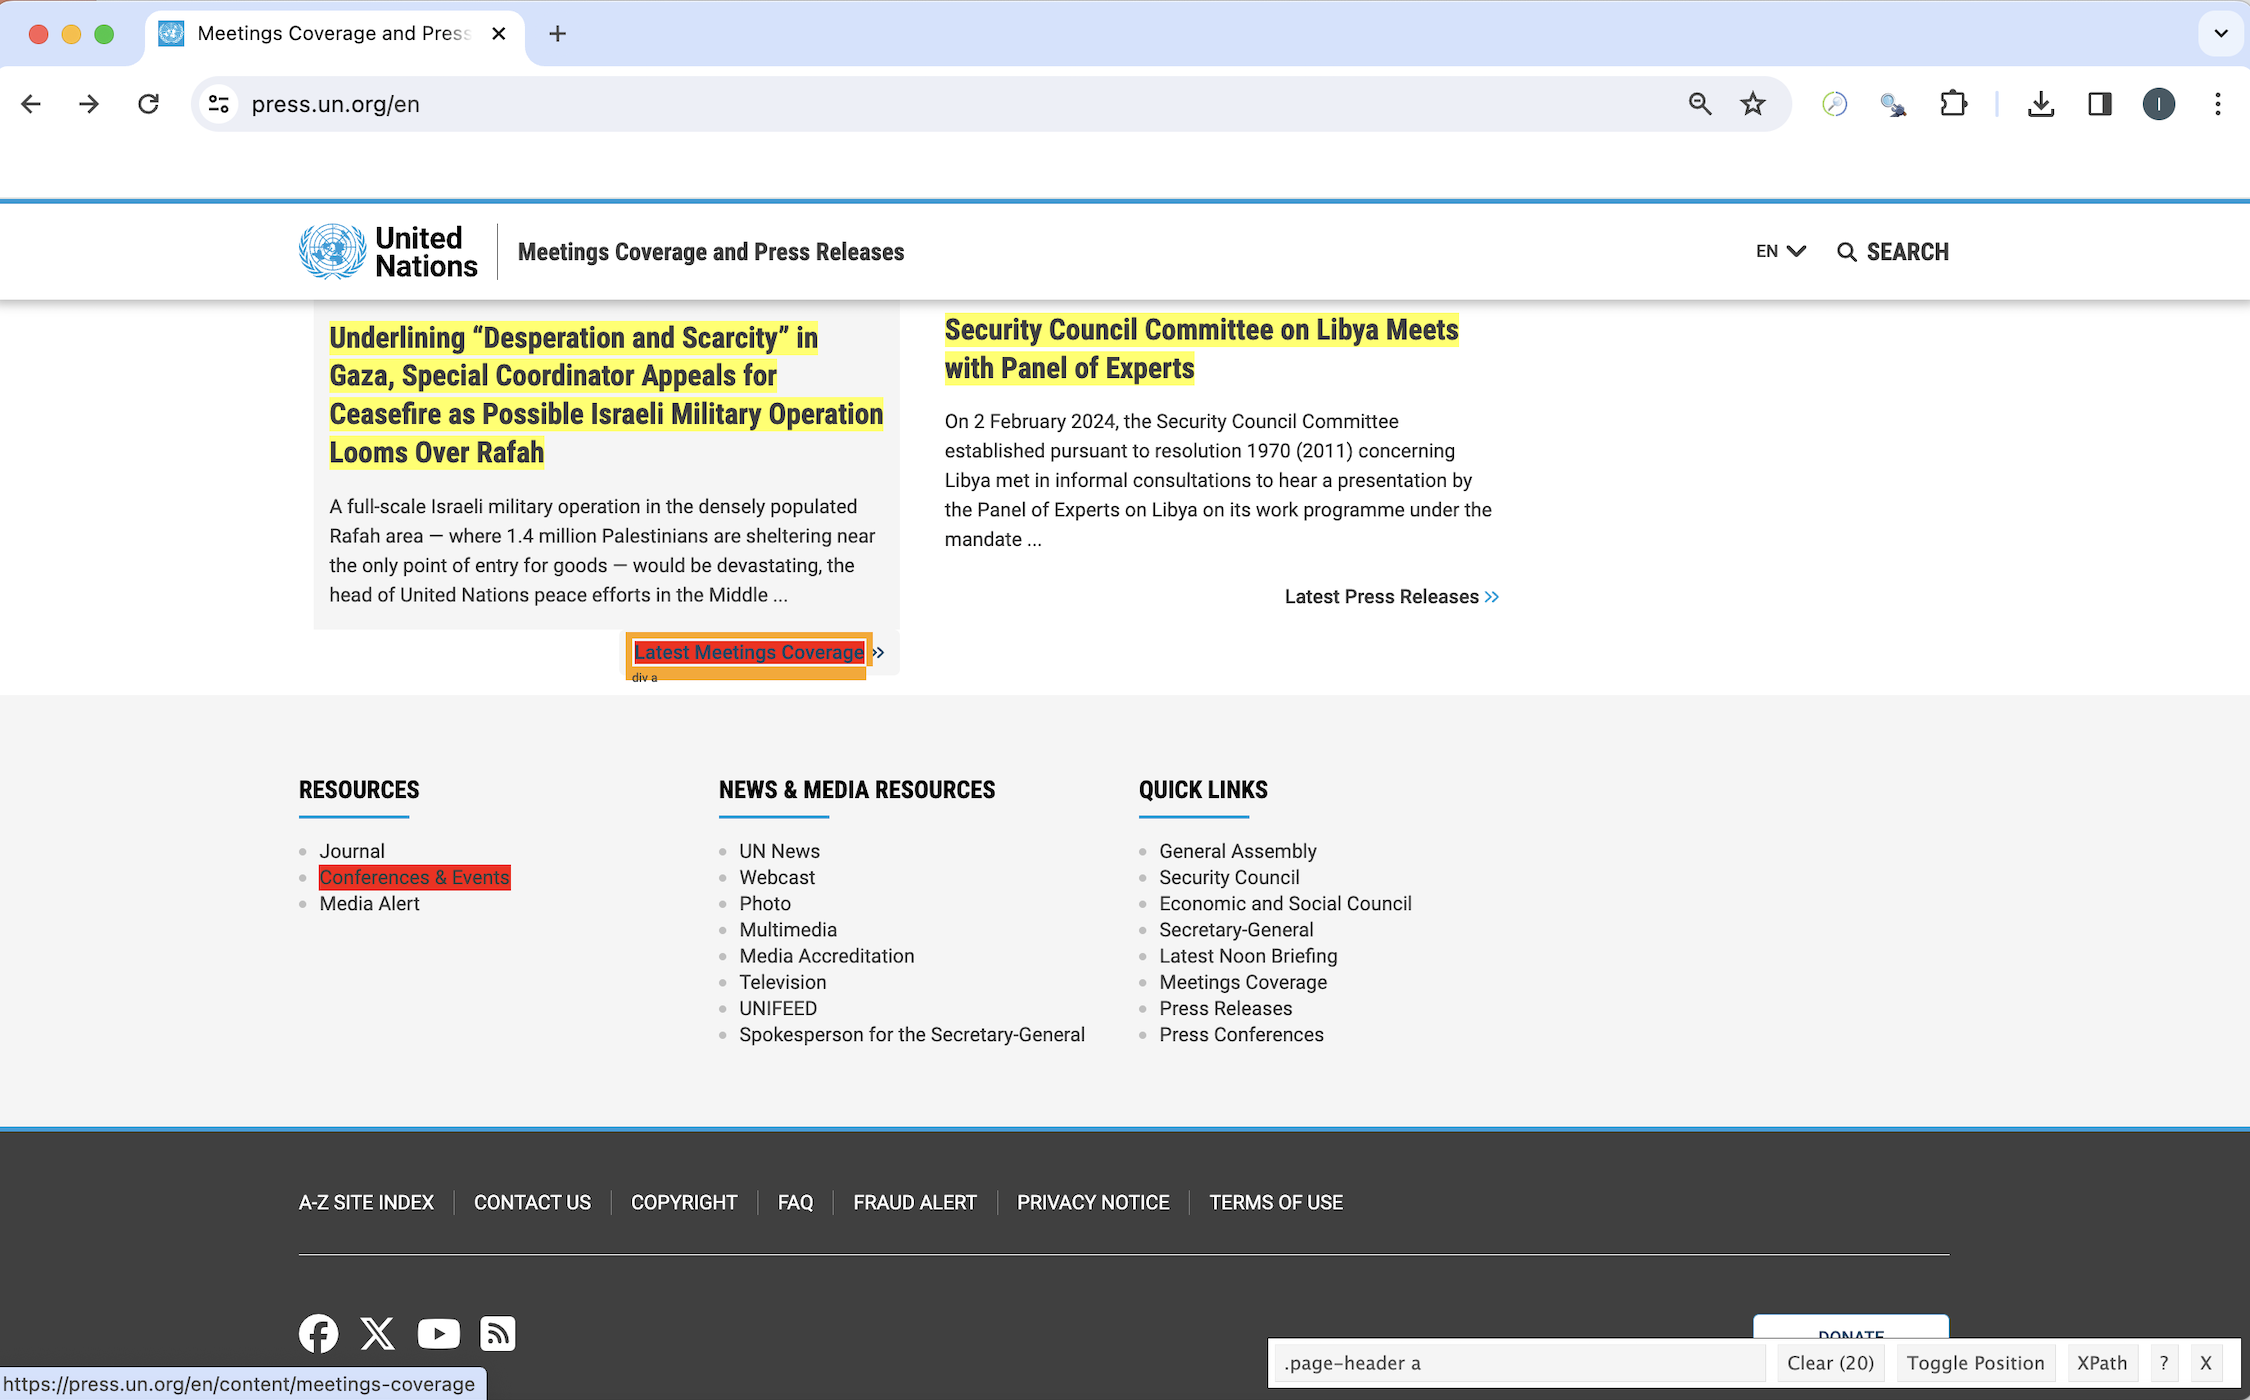 Meetings Coverage and Press
press.un.org/en
I
United
Nations
Meetings Coverage and Press Releases
EN
SEARCH
Underlining “Desperation and Scarcity” in
Gaza, Special Coordinator Appeals for
Ceasefire as Possible Israeli Military Operation
Looms Over Rafah
A full-scale Israeli military operation in the densely populated
Rafah area — where 1.4 million Palestinians are sheltering near
the only point of entry for goods — would be devastating, the
head of United Nations peace efforts in the Middle ...
Latest Meetings Coverage »
div a
Security Council Committee on Libya Meets
with Panel of Experts
On 2 February 2024, the Security Council Committee
established pursuant to resolution 1970 (2011) concerning
Libya met in informal consultations to hear a presentation by
the Panel of Experts on Libya on its work programme under the
mandate ...
Latest Press Releases »
RESOURCES
Journal
Conferences & Events
Media Alert
NEWS & MEDIA RESOURCES
UN News
Webcast
Photo
Multimedia
Media Accreditation
Television
UNIFEED
Spokesperson for the Secretary-General
QUICK LINKS
General Assembly
Security Council
Economic and Social Council
Secretary-General
Latest Noon Briefing
Meetings Coverage
Press Releases
Press Conferences
A-Z SITE INDEX
CONTACT US
COPYRIGHT
FAQ
FRAUD ALERT
PRIVACY NOTICE
TERMS OF USE
DONATE
.page-header a
Clear (20)
Toggle Position
XPath
?
X
https://press.un.org/en/content/meetings-coverage